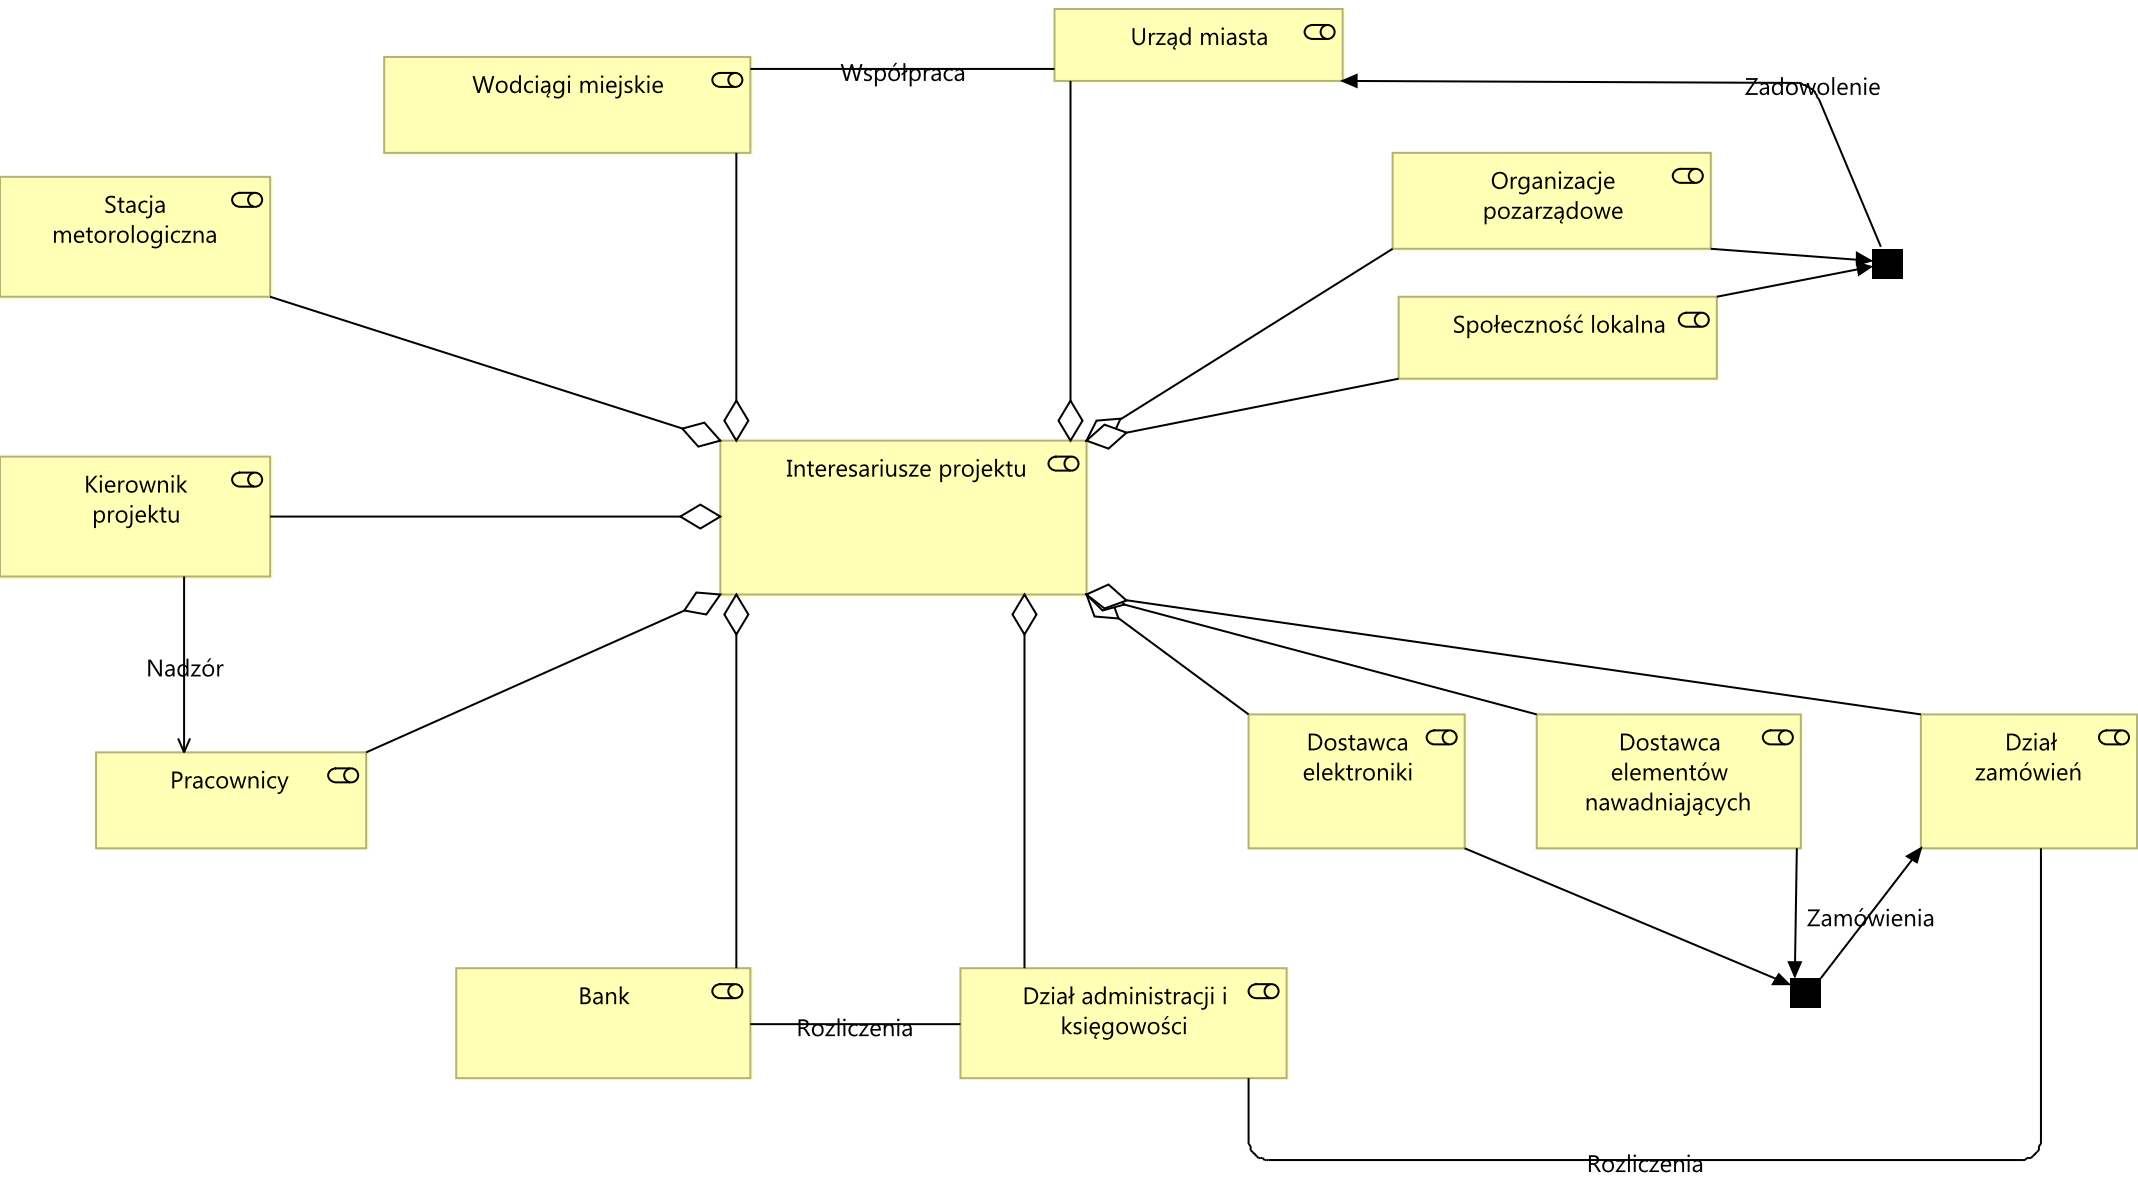 Urząd miasta
Wodciągi miejskie
Współpraca
Zadowolenie
Organizacje
pozarządowe
Stacja
metorologiczna
Społeczność lokalna
Interesariusze projektu
Kierownik
projektu
Nadzór
Pracownicy
Dostawca
elektroniki
Dostawca
elementów
nawadniających
Dział
zamówień
Zamówienia
Bank
Rozliczenia
Dział administracji i
księgowości
Rozliczenia